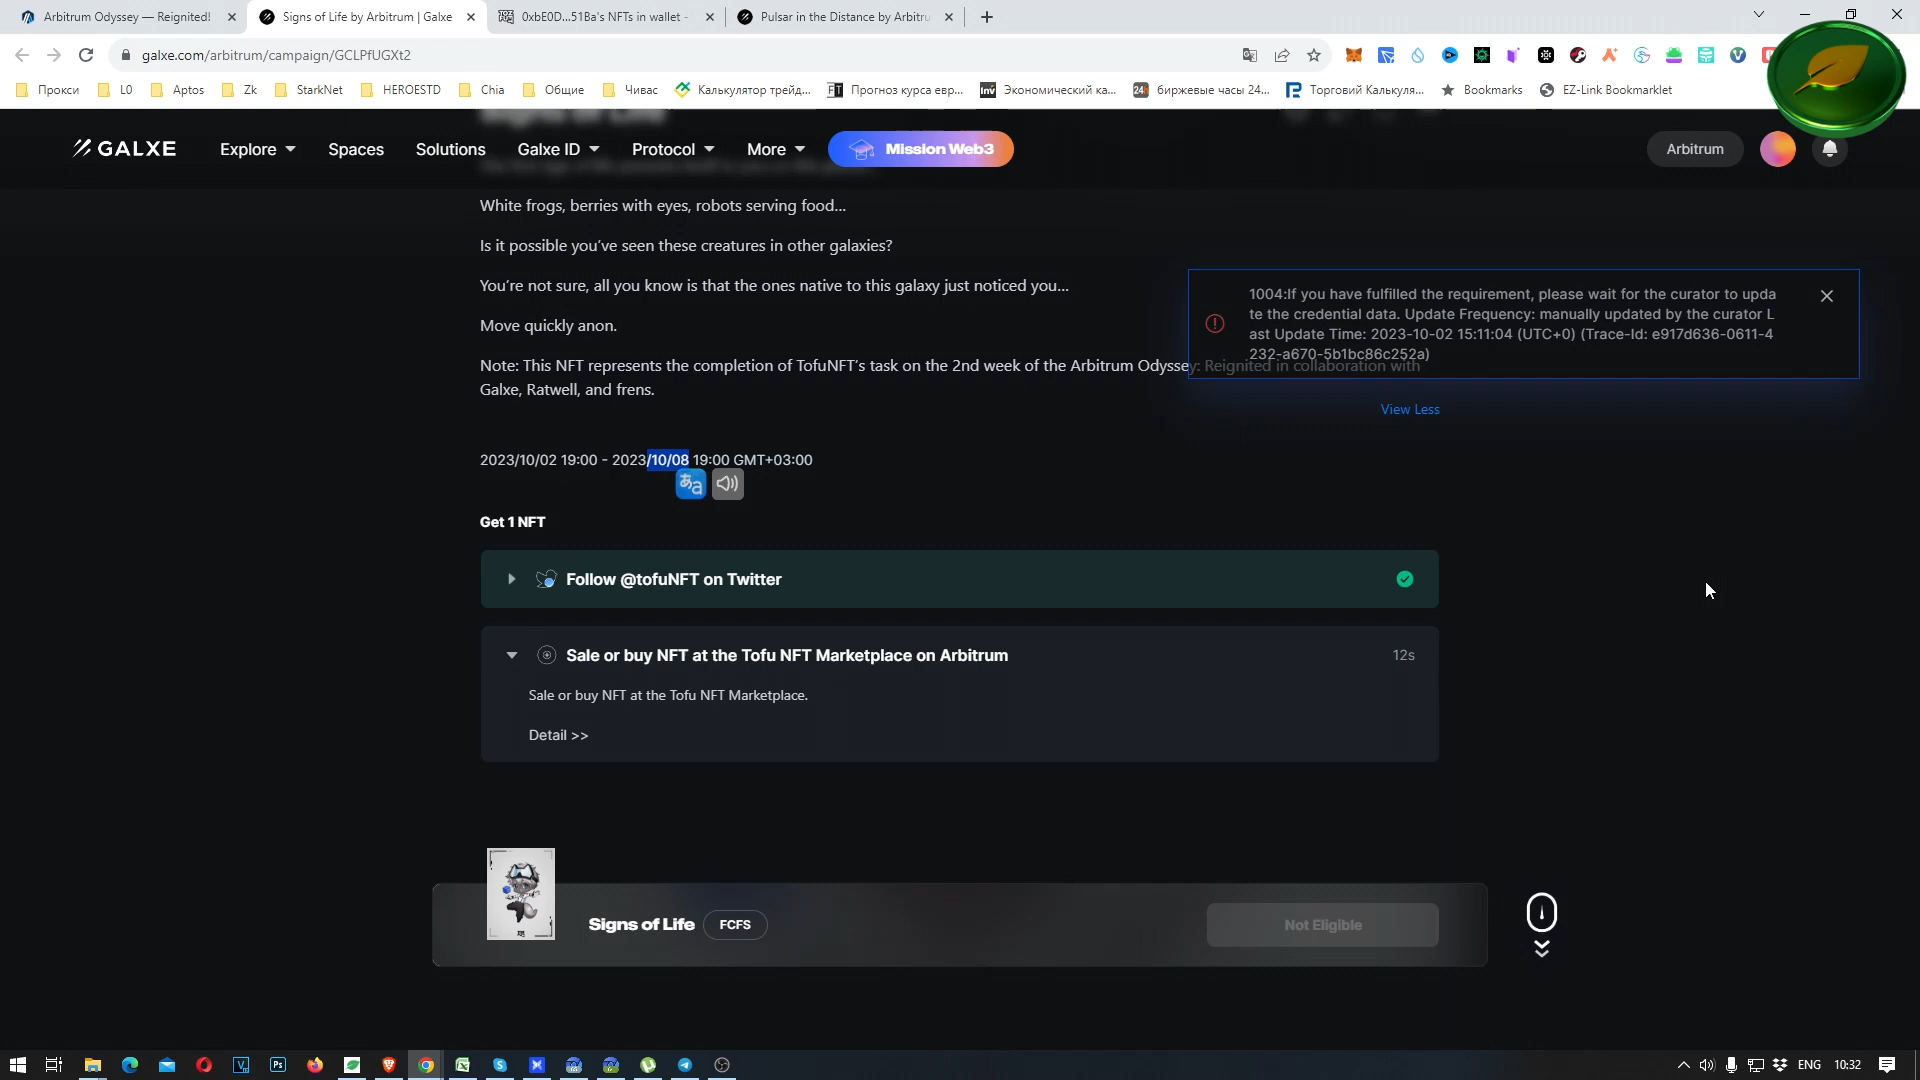 Arbitrum Odyssey — Reignited!
Signs of Life by Arbitrum | Galxe
0xbE0D...51Ba's NFTs in wallet -
Pulsar in the Distance by Arbitru
galxe.com/arbitrum/campaign/GCLPfUGXt2
Прокси
L0
Aptos
Zk
StarkNet
HEROESTD
Chia
Общие
Чивас
Калькулятор трейд...
Прогноз курса евр...
Экономический ка...
биржевые часы 24...
Торговый Калькуля...
Bookmarks
EZ-Link Bookmarklet
GALXE
Explore
Spaces
Solutions
Galxe ID
Protocol
More
Mission Web3
Arbitrum
White frogs, berries with eyes, robots serving food...
Is it possible you've seen these creatures in other galaxies?
You're not sure, all you know is that the ones native to this galaxy just noticed you...
Move quickly anon.
Note: This NFT represents the completion of TofuNFT's task on the 2nd week of the Arbitrum Odyssey: Reignited in collaboration with
Galxe, Ratwell, and frens.
1004:If you have fulfilled the requirement, please wait for the curator to upda
te the credential data. Update Frequency: manually updated by the curator L
ast Update Time: 2023-10-02 15:11:04 (UTC+0) (Trace-Id: e917d636-0611-4
232-a670-5b1bc86c252a)
View Less
2023/10/02 19:00 - 2023/10/08 19:00 GMT+03:00
Get 1 NFT
Follow @tofuNFT on Twitter
Sale or buy NFT at the Tofu NFT Marketplace on Arbitrum
12s
Sale or buy NFT at the Tofu NFT Marketplace.
Detail >>
Signs of Life
FCFS
Not Eligible
ENG
10:32